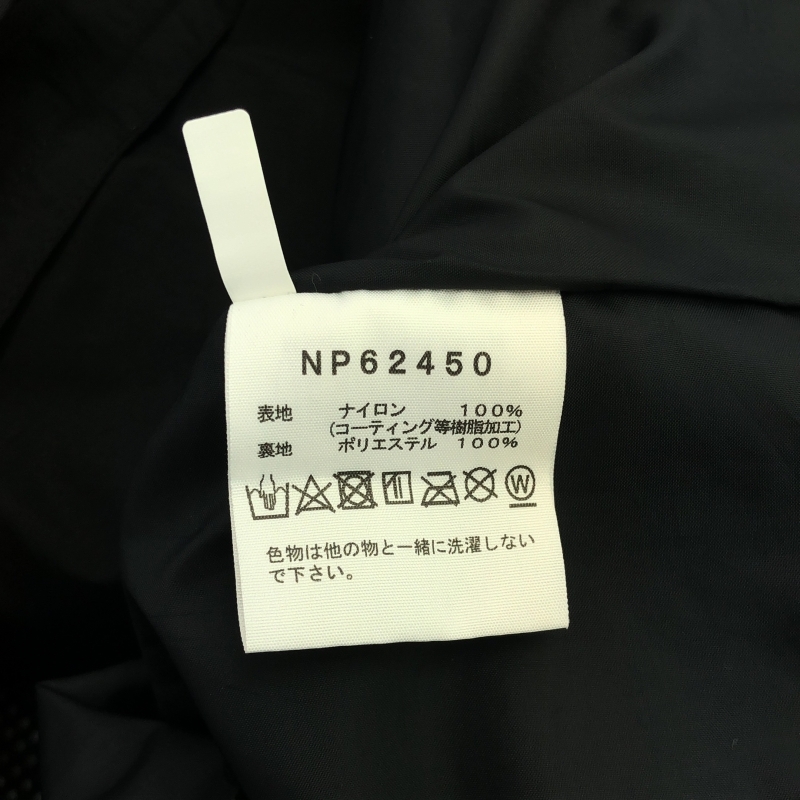 NP62450
表地 ナイロン 100%
(コーティング等樹脂加工)
裏地 ポリエステル 100%
W
色物は他の物と一緒に洗濯しない
で下さい。